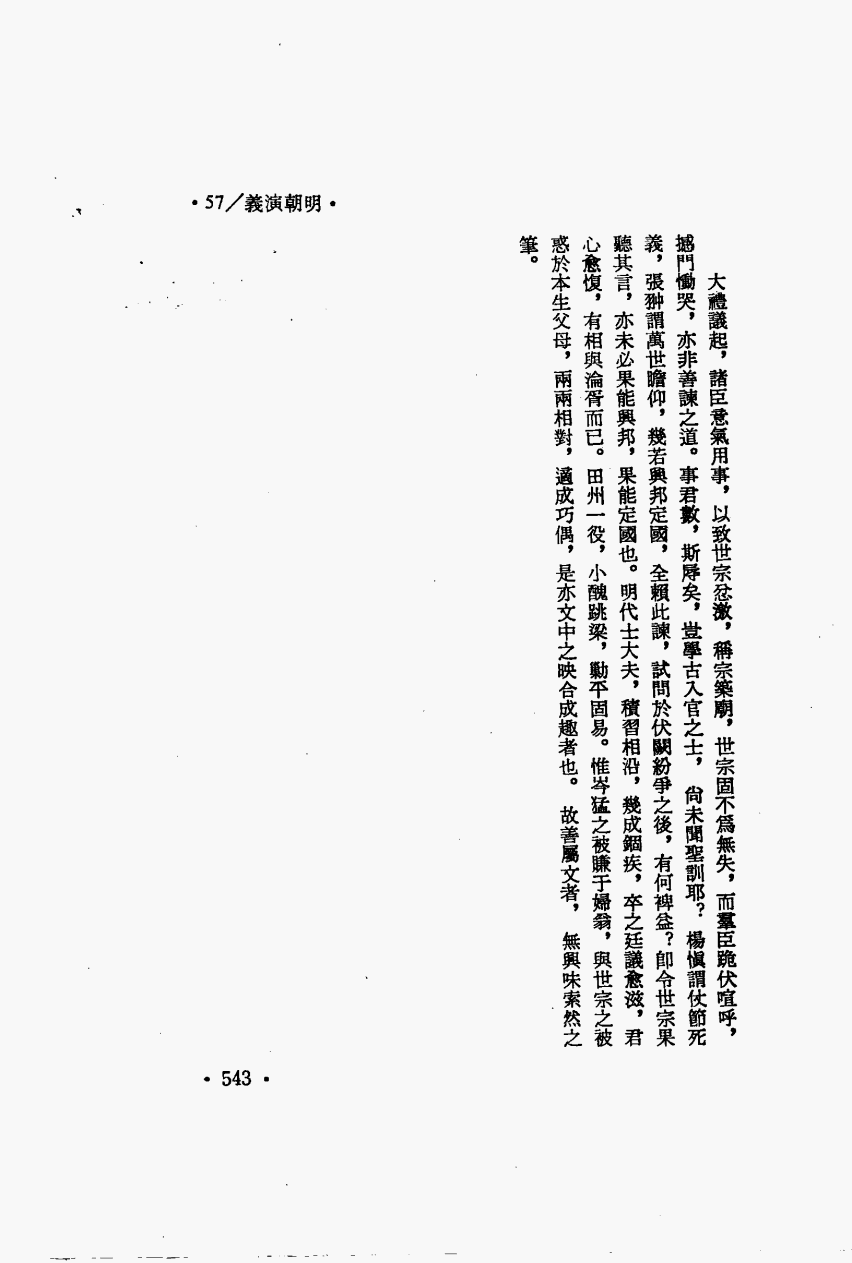 •57／義演朝明•
大禮議起，諸臣意氣用事，以致世宗忿激，稱宗築廟，世宗固不爲無失，而羣臣跪伏喧呼，
撼門慟哭，亦非善諫之道。事君數，斯辱矣，豈學古入官之士，尙未聞聖訓耶？楊愼謂仗節死
義，張翀謂萬世瞻仰，幾若興邦定國，全賴此諫，試問於伏闕紛爭之後，有何裨益？卽令世宗果
聽其言，亦未必果能興邦，果能定國也。明代士大夫，積習相沿，幾成錮疾，卒之廷議愈滋，君
心愈愎，有相與淪胥而已。田州一役，小醜跳梁，勦平固易。惟岑猛之被賺于婦翁，與世宗之被
惑於本生父母，兩兩相對，適成巧偶，是亦文中之映合成趣者也。故善屬文者，無興味索然之
筆。
•543•